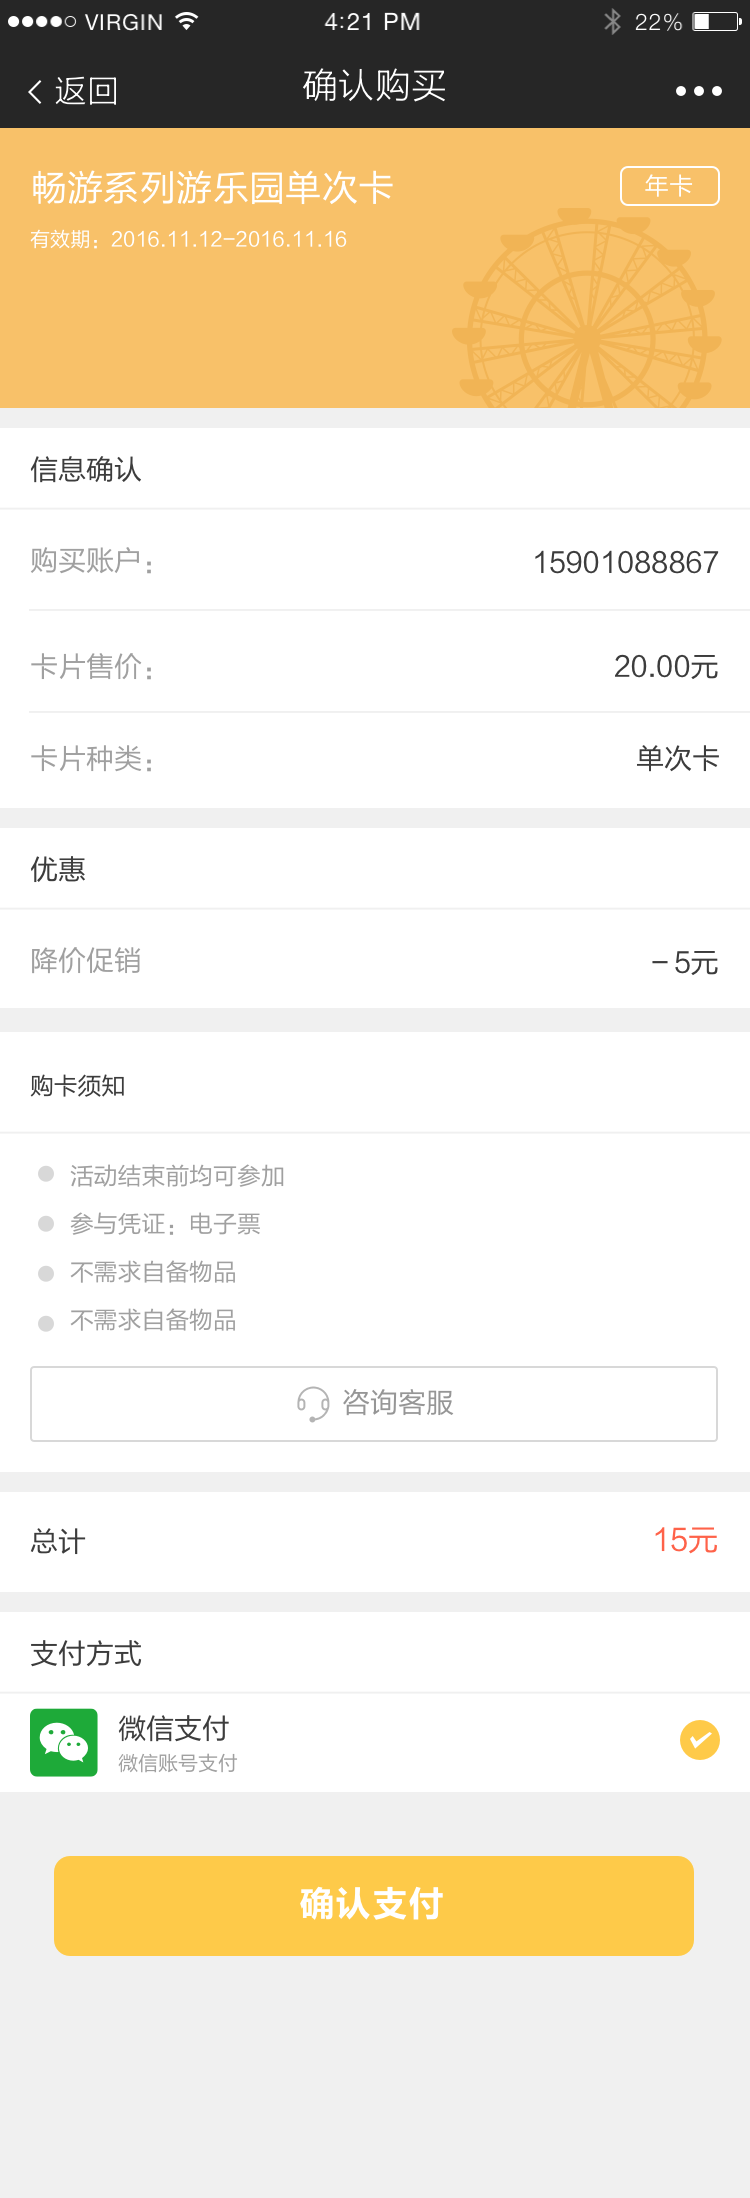 VIRGIN 4:21 PM 22%
返回 确认购买
畅游系列游乐园单次卡 年卡
有效期：2016.11.12-2016.11.16
信息确认
购买账户： 15901088867
卡片售价： 20.00元
卡片种类： 单次卡
优惠
降价促销 -5元
购卡须知
活动结束前均可参加
参与凭证：电子票
不需求自备物品
不需求自备物品
咨询客服
总计 15元
支付方式
微信支付
微信账号支付
确认支付